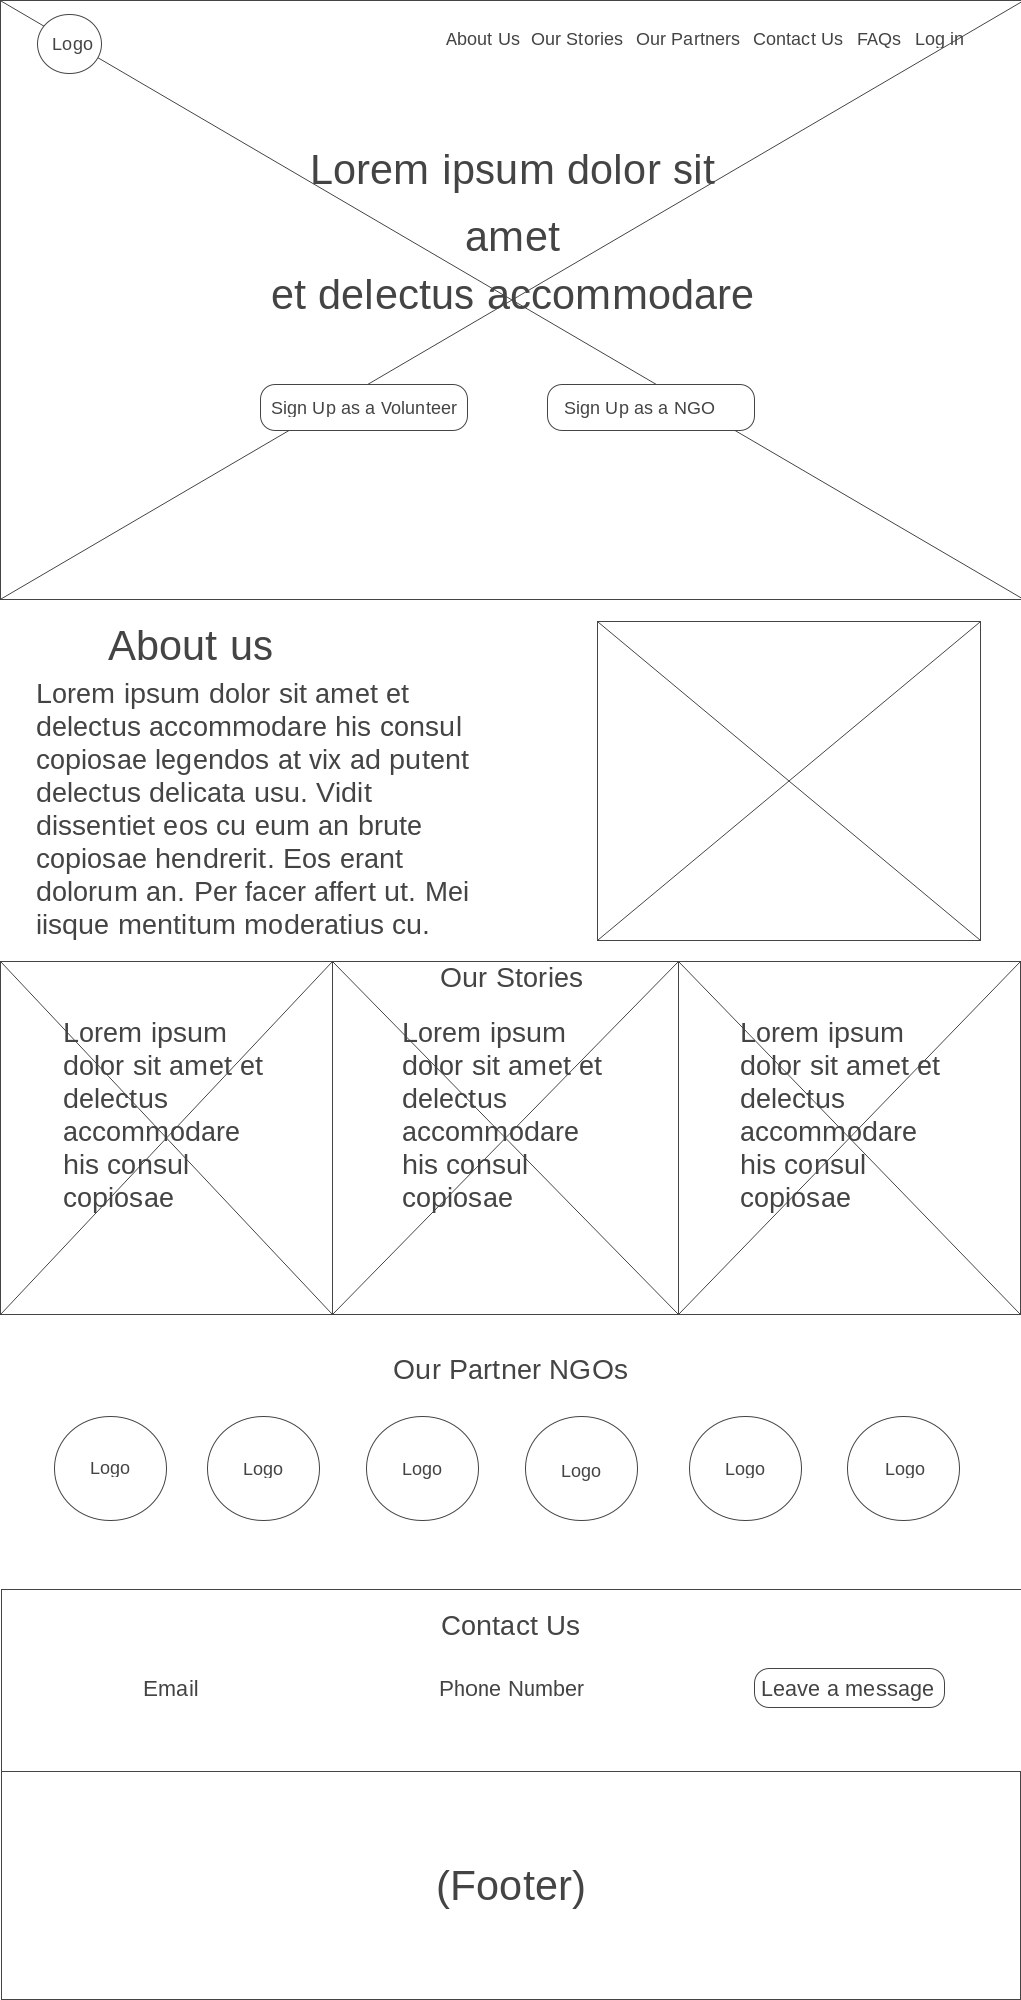 Logo
About Us Our Stories Our Partners Contact Us FAQs Log in
Lorem ipsum dolor sit
amet
et delectus accommodare
Sign Up as a Volunteer
Sign Up as a NGO
About us
Lorem ipsum dolor sit amet et
delectus accommodare his consul
copiosae legendos at vix ad putent
delectus delicata usu. Vidit
dissentiet eos cu eum an brute
copiosae hendrerit. Eos erant
dolorum an. Per facer affert ut. Mei
iisque mentitum moderatius cu.
Our Stories
Lorem ipsum
dolor sit amet et
delectus
accommodare
his consul
copiosae
Lorem ipsum
dolor sit amet et
delectus
accommodare
his consul
copiosae
Lorem ipsum
dolor sit amet et
delectus
accommodare
his consul
copiosae
Our Partner NGOs
Logo
Logo
Logo
Logo
Logo
Logo
Contact Us
Email
Phone Number
Leave a message
(Footer)